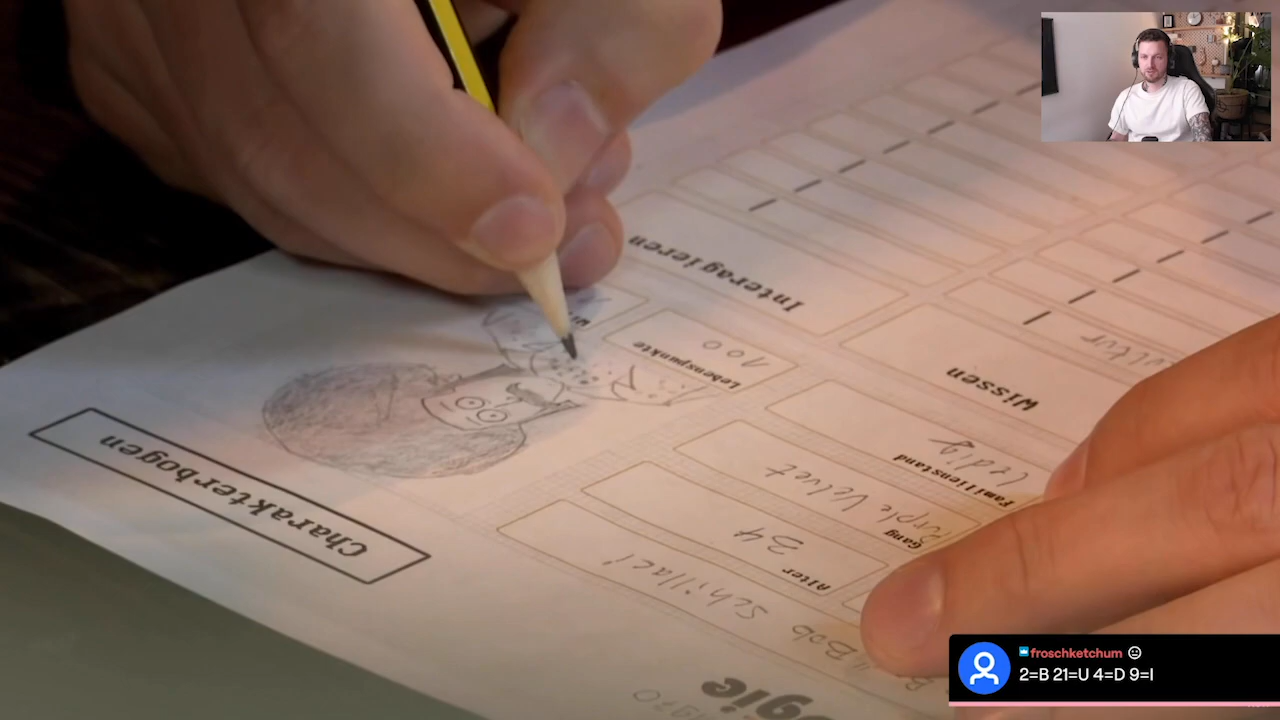 Charakterbogen
Lebenspunkte
100
Interagieren
Wissen
Familienstand
ledig
Gang
Purple Velvet
Alter
34
Bob Schillaci
froschketchum
2=B 21=U 4=D 9=I